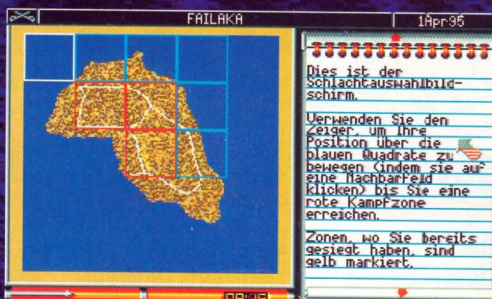 FAILAKA
1Apr95
Dies ist der
Schlachtauswahlbild-
schirm.
Verwenden Sie den
Zeiger, um Ihre
Position über die
blauen Quadrate zu
bewegen (indem sie auf
eine Nachbarfeld
klicken) bis Sie eine
rote Kampfzone
erreichen.
Zonen, wo Sie bereits
gesiegt haben, sind
gelb markiert.